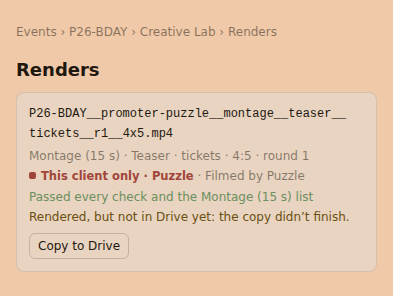 Events › P26-BDAY › Creative Lab › Renders
Renders
P26-BDAY__promoter-puzzle__montage__teaser__
tickets__r1__4x5.mp4
Montage (15 s) · Teaser · tickets · 4:5 · round 1
This client only · Puzzle · Filmed by Puzzle
Passed every check and the Montage (15 s) list
Rendered, but not in Drive yet: the copy didn’t finish.
Copy to Drive